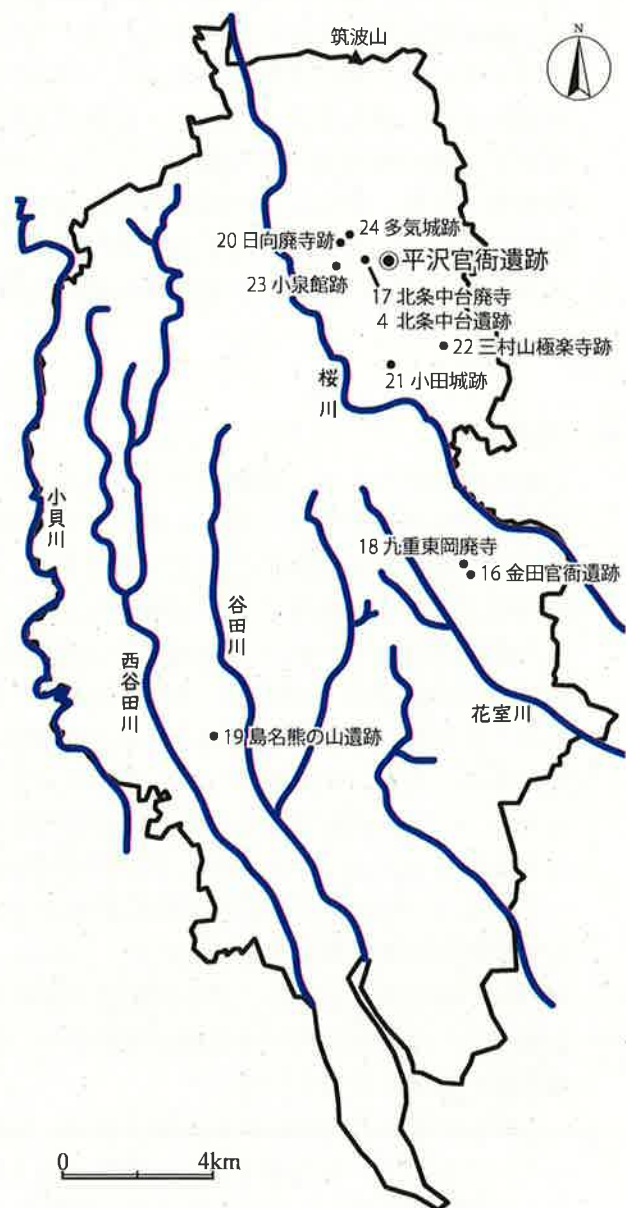 筑波山
N
24 多気城跡
20 日向廃寺跡
平沢官衙遺跡
23 小泉館跡
17 北条中台廃寺
4 北条中台遺跡
22 三村山極楽寺跡
21 小田城跡
桜川
小貝川
18 九重東岡廃寺
16 金田官衙遺跡
谷田川
西谷田川
花室川
19 島名熊の山遺跡
0 4km